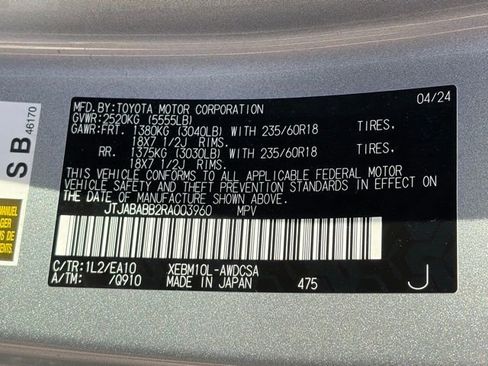 MFD.BY:TOYOTA MOTOR CORPORATION 04/24
GVWR:2520KG (5555LB)
GAWR:FRT. 1380KG (3040LB) WITH 235/60R18 TIRES,
18X7 1/2J RIMS.
RR. 1375KG (3030LB) WITH 235/60R18 TIRES,
18X7 1/2J RIMS.
THIS VEHICLE CONFORMS TO ALL APPLICABLE FEDERAL MOTOR
VEHICLE SAFETY AND THEFT PREVENTION STANDARDS IN EFFECT ON
THE DATE OF MANUFACTURE SHOWN ABOVE.
JTJABABB2RA003960 MPV
C/TR:1L2/EA10 XEBM10L-AWDCSA
A/TM: /Q910 MADE IN JAPAN 475 J
S B 46170
MANUEL